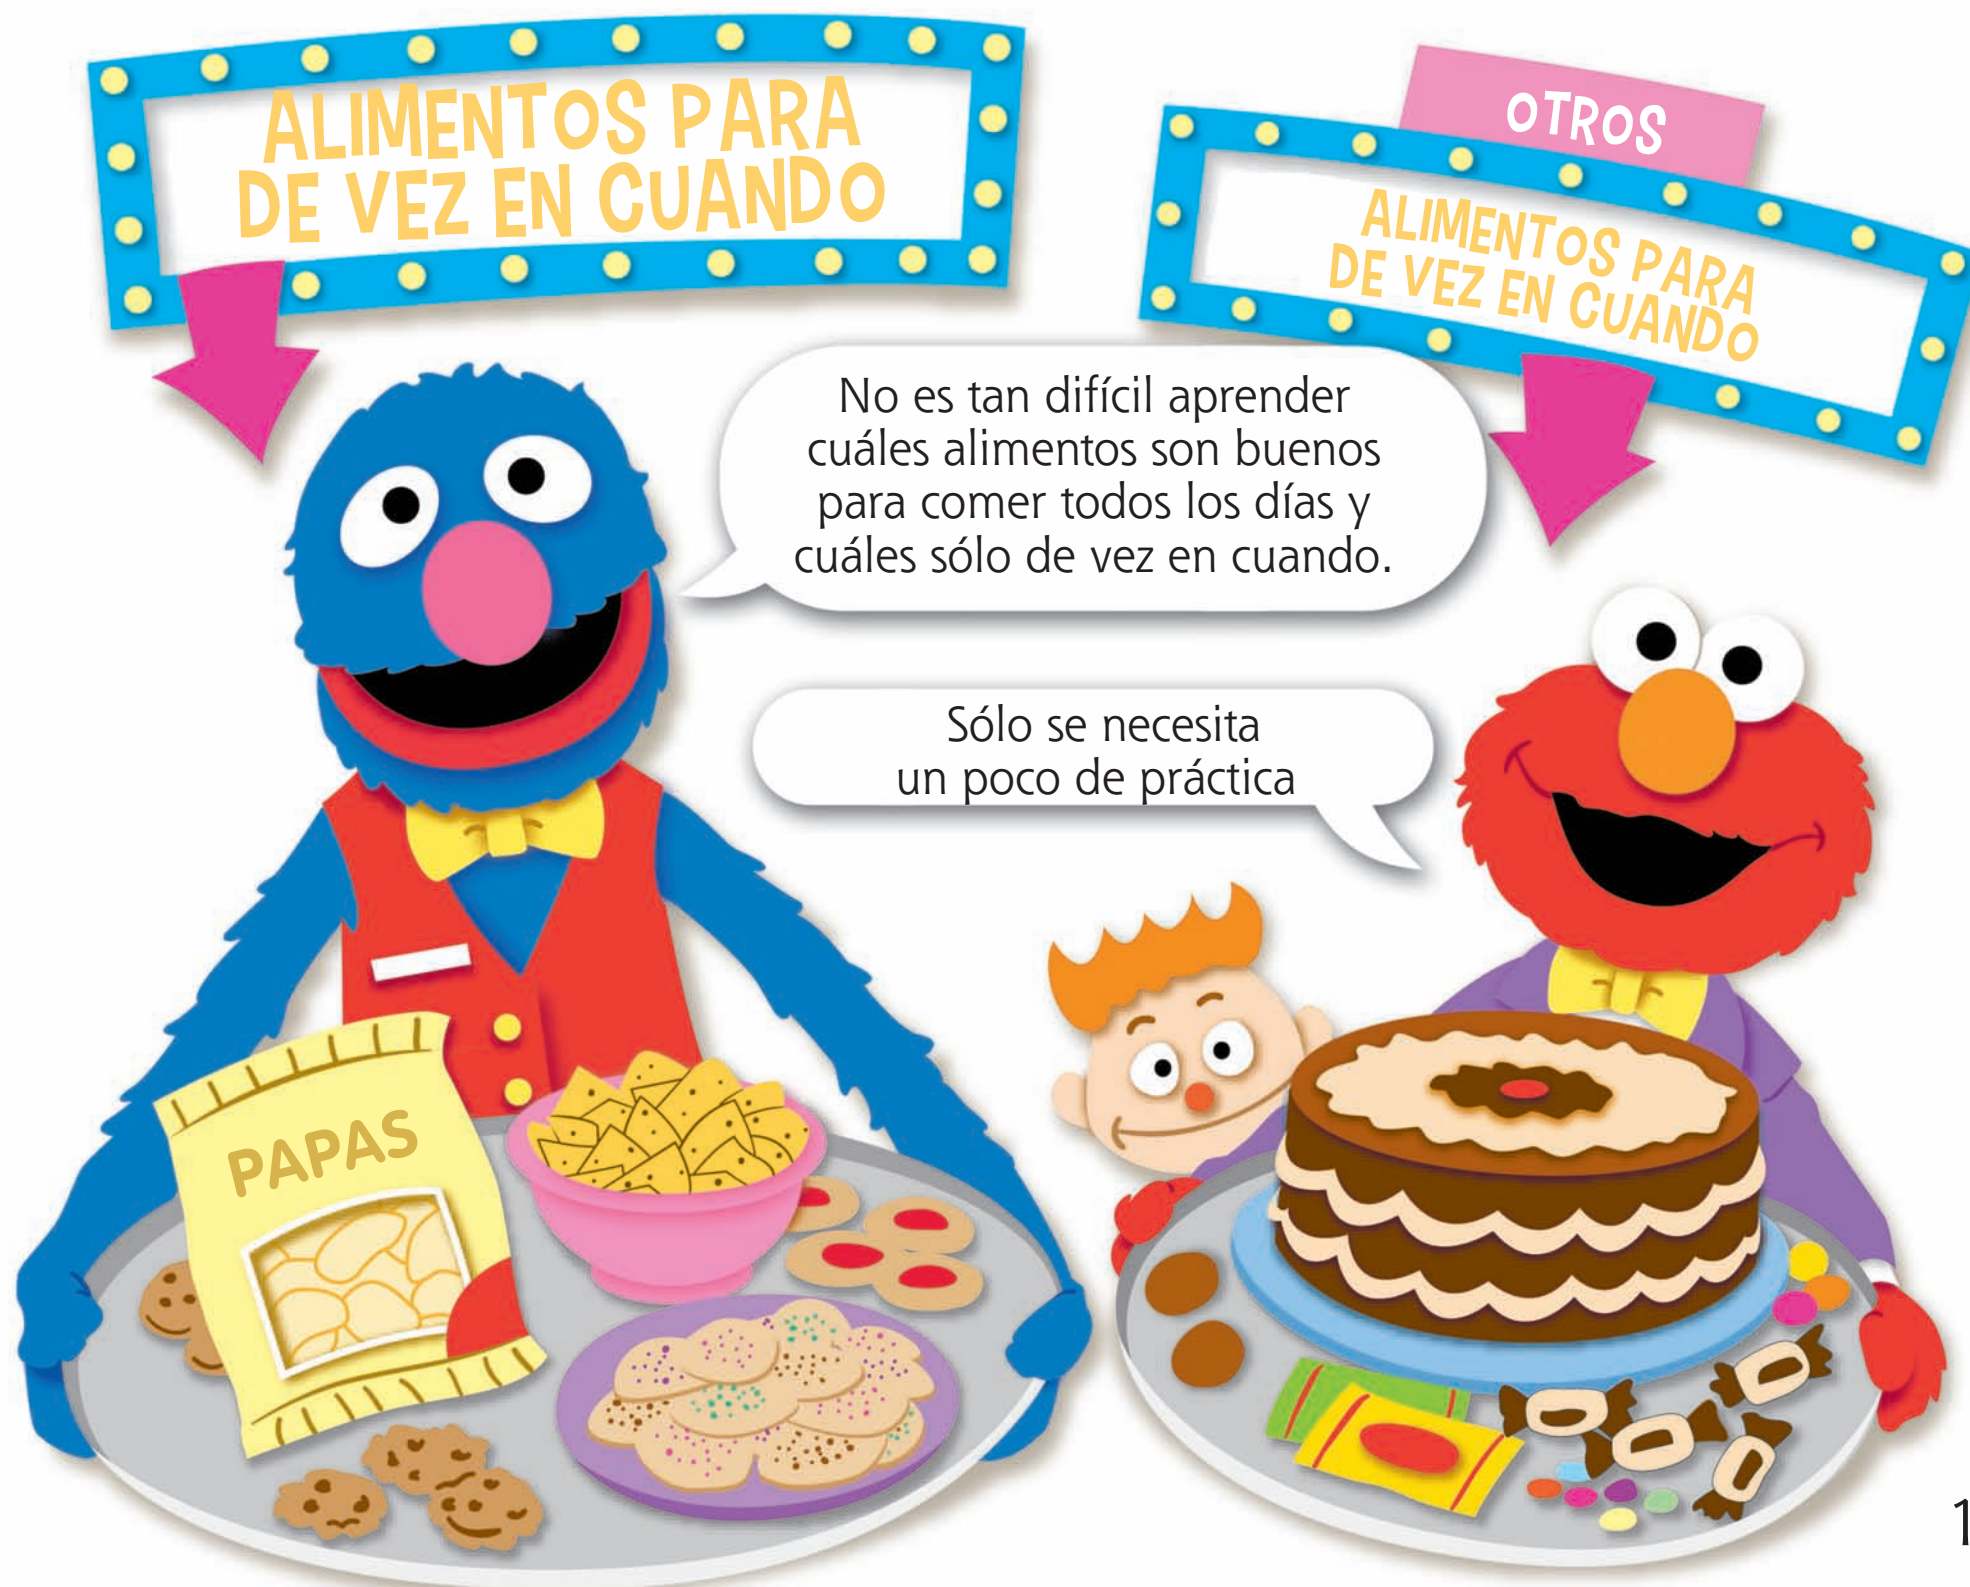 ALIMENTOS PARA
DE VEZ EN CUANDO
OTROS
ALIMENTOS PARA
DE VEZ EN CUANDO
No es tan difícil aprender
cuáles alimentos son buenos
para comer todos los días y
cuáles sólo de vez en cuando.
Sólo se necesita
un poco de práctica
PAPAS
1